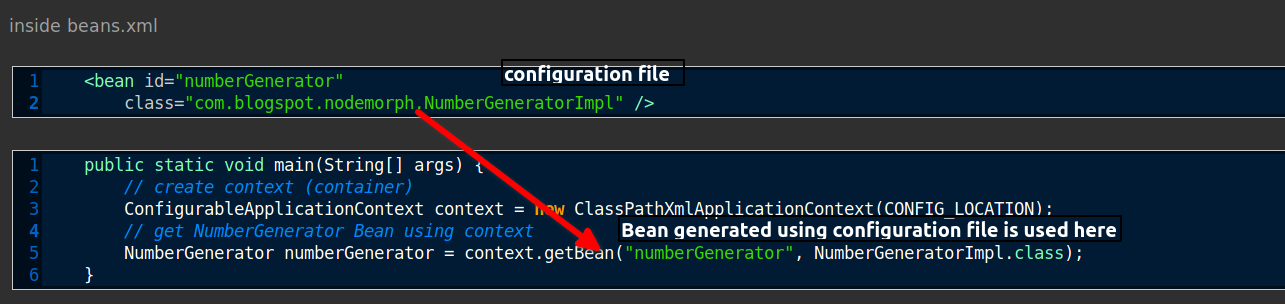 inside beans.xml
configuration file
1 <bean id="numberGenerator"
2 class="com.blogspot.nodemorph.NumberGeneratorImpl" />
1 public static void main(String[] args) {
2 // create context (container)
3 ConfigurableApplicationContext context = new ClassPathXmlApplicationContext(CONFIG_LOCATION);
4 // get NumberGenerator Bean using context
Bean generated using configuration file is used here
5 NumberGenerator numberGenerator = context.getBean("numberGenerator", NumberGeneratorImpl.class);
6 }